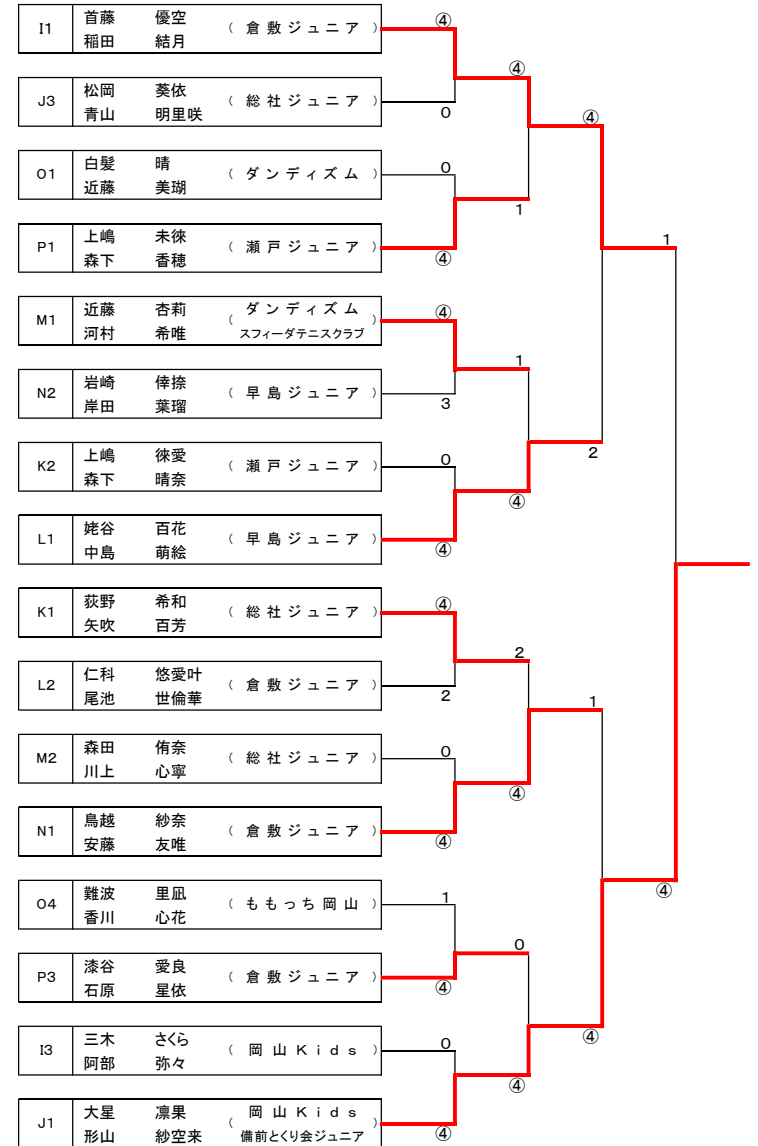 I1 首藤 優空 （倉敷ジュニア） ④
稲田 結月
④
J3 松岡 葵依 （総社ジュニア） 0
青山 明里咲
④
O1 白髪 晴 （ダンディズム） 0
近藤 美瑚
1
P1 上嶋 未徠 （瀬戸ジュニア） ④
森下 香穂
1
M1 近藤 杏莉 （ダンディズム ④
河村 希唯 スフィーダテニスクラブ）
1
N2 岩崎 倖捺 （早島ジュニア） 3
岸田 葉瑠
2
K2 上嶋 徠愛 （瀬戸ジュニア） 0
森下 晴奈
④
L1 姥谷 百花 （早島ジュニア） ④
中島 萌絵
K1 荻野 希和 （総社ジュニア） ④
矢吹 百芳
2
L2 仁科 悠愛叶 （倉敷ジュニア） 2
尾池 世倫華
1
M2 森田 侑奈 （総社ジュニア） 0
川上 心寧
④
N1 鳥越 紗奈 （倉敷ジュニア） ④
安藤 友唯
④
O4 難波 里凪 （ももっち岡山） 1
香川 心花
0
P3 漆谷 愛良 （倉敷ジュニア） ④
石原 星依
④
I3 三木 さくら （岡山Kids） 0
阿部 弥々
④
J1 大星 凛果 （岡山Kids ④
形山 紗空来 備前とくり会ジュニア）